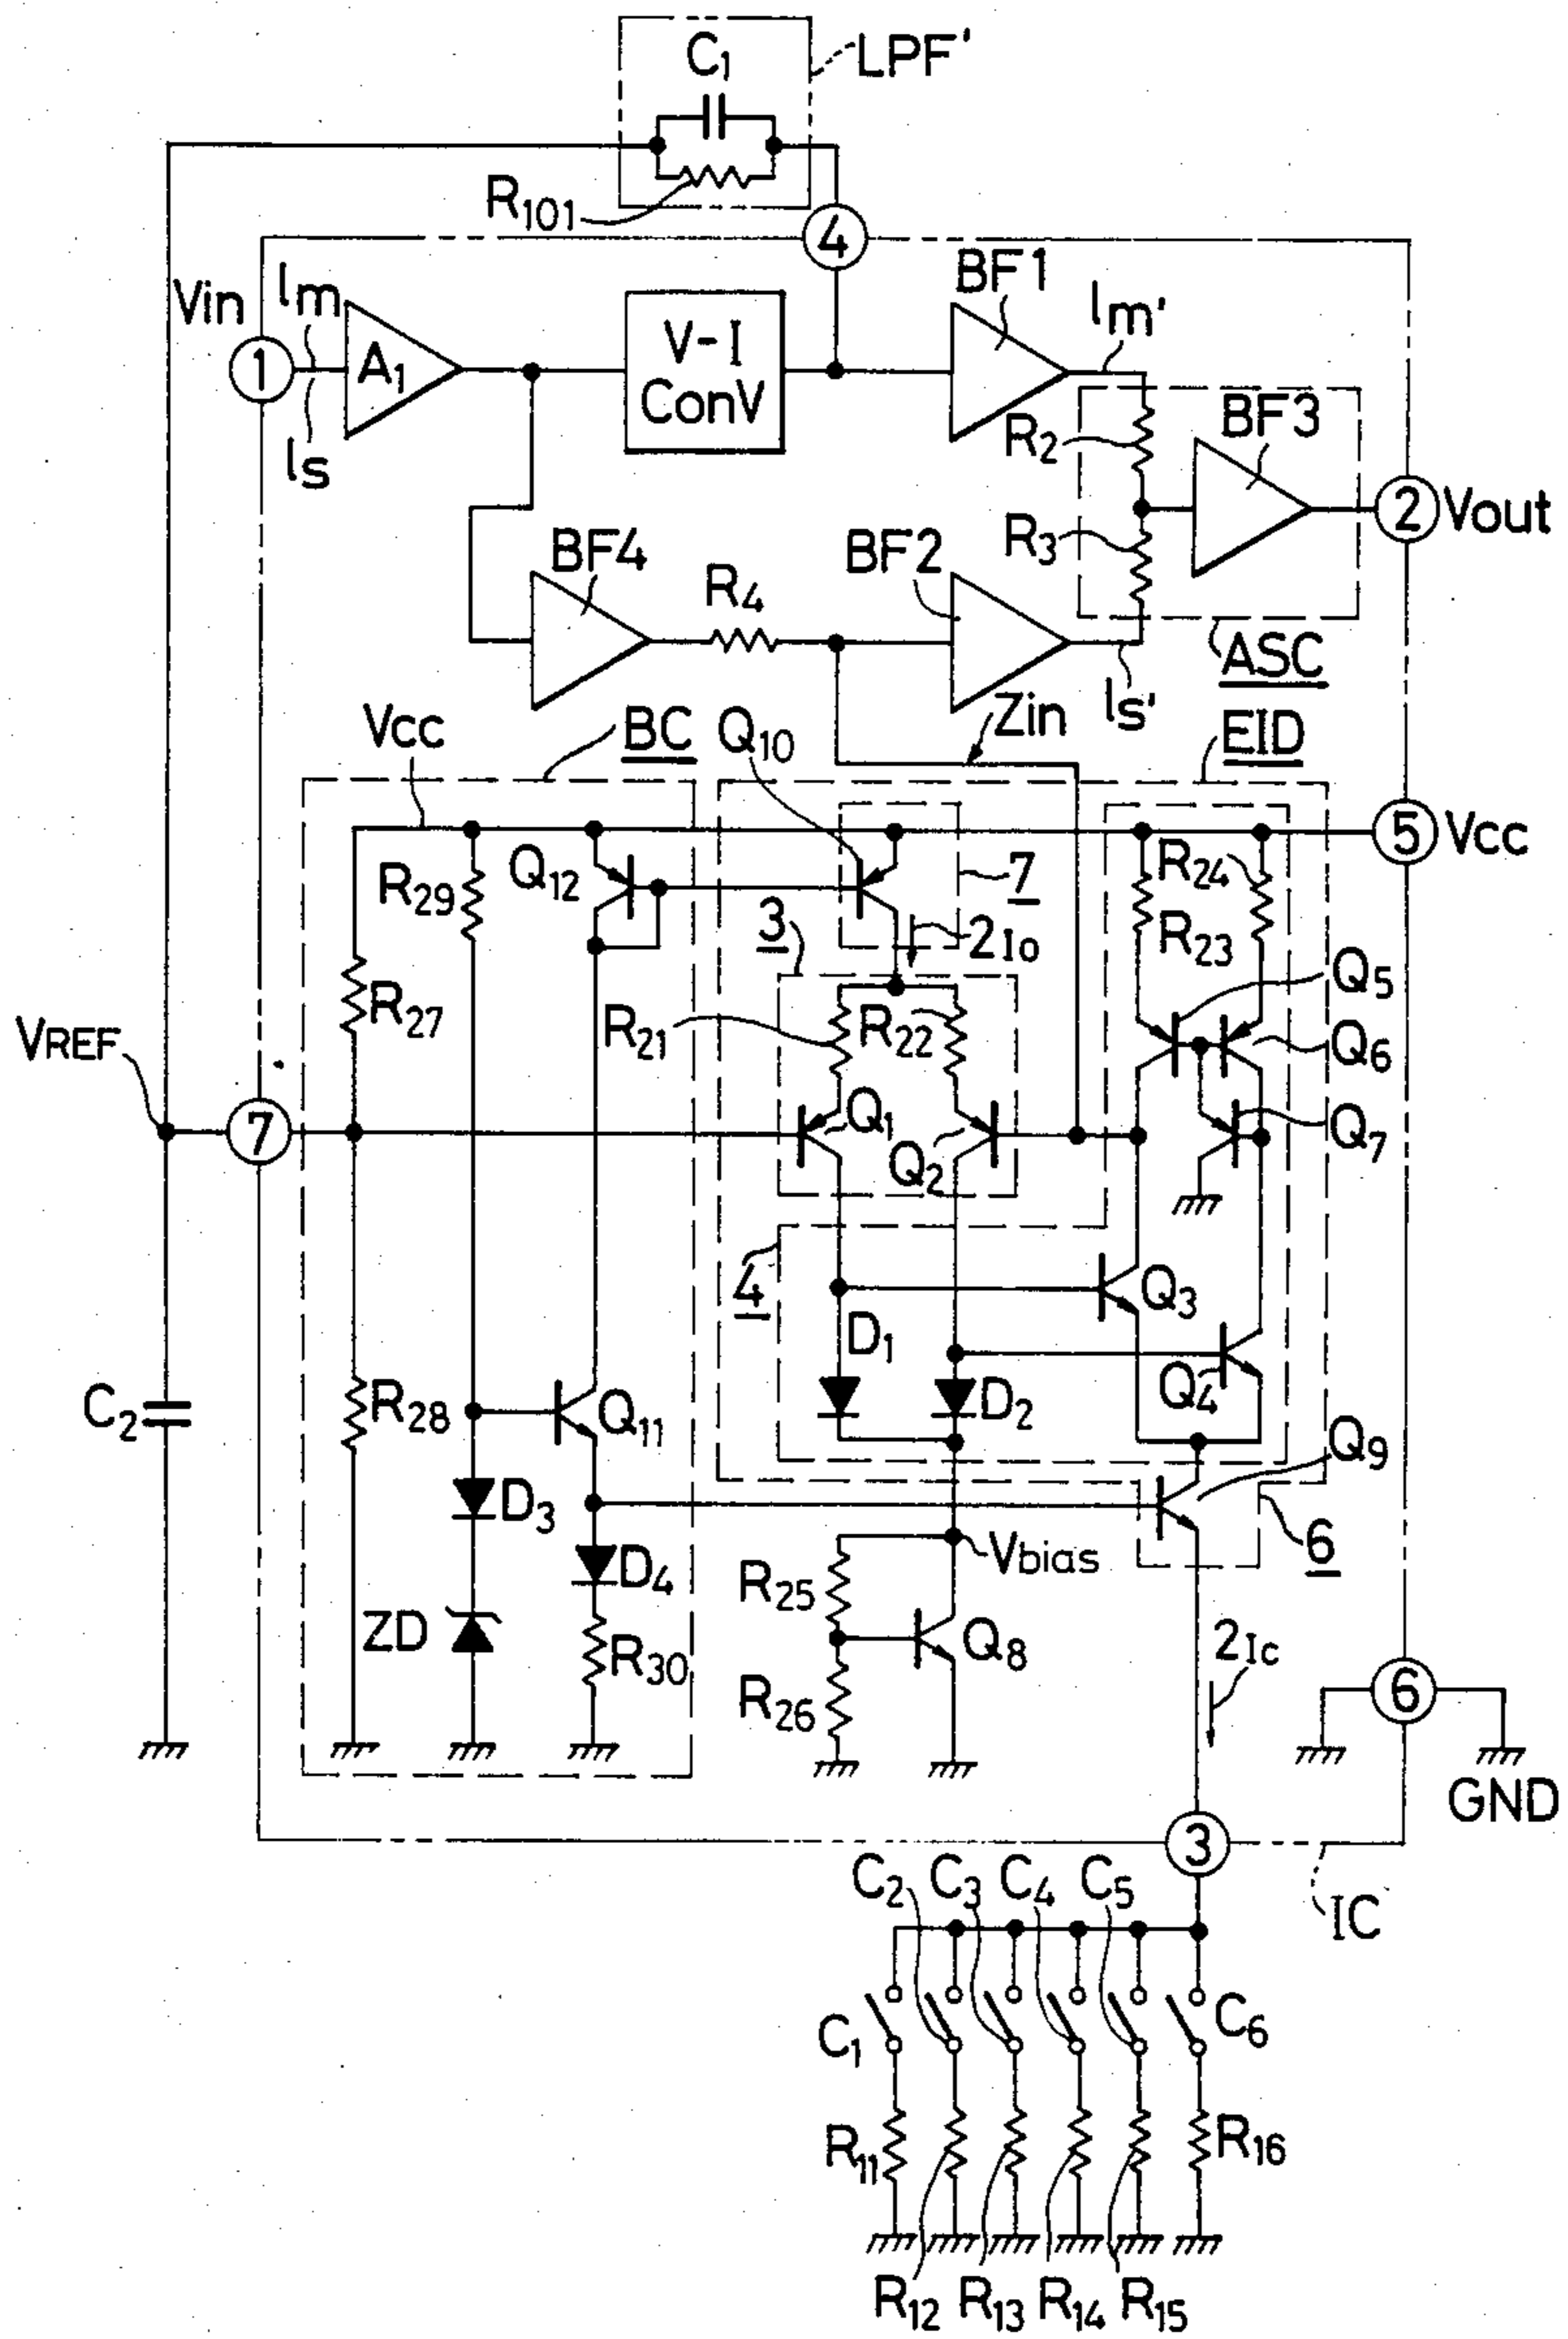 C1
LPF'
R101
4
Vin
lm
BF1
lm'
1
A1
V-I
ConV
ls
R2
BF3
2
Vout
R3
BF4
R4
BF2
ASC
ls'
Zin
Vcc
BC
Q10
EID
5
Vcc
Q12
R29
7
R24
3
2Io
R23
Q5
R27
R21
R22
Q6
VREF
7
Q1
Q2
Q7
4
Q3
D1
Q4
C2
R28
Q11
D2
Q9
D3
Vbias
6
D4
R25
ZD
R30
Q8
2Ic
R26
6
GND
3
C2
C3
C4
C5
IC
C1
C6
R11
R16
R12
R13
R14
R15